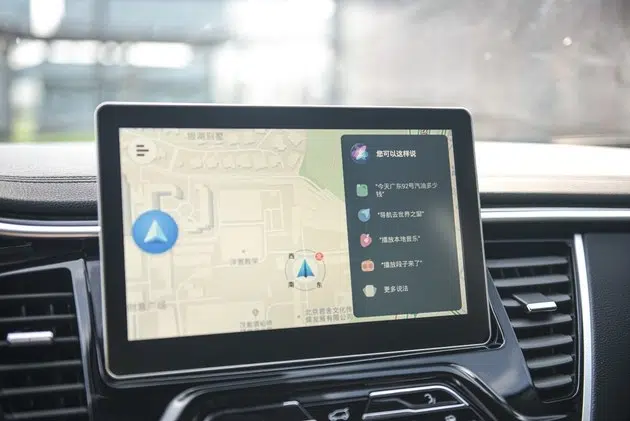 您可以这样说
"今天广东92号汽油多少
钱"
"导航去世界之窗"
"播放本地音乐"
"播放段子来了"
更多说法
西
北
南
东